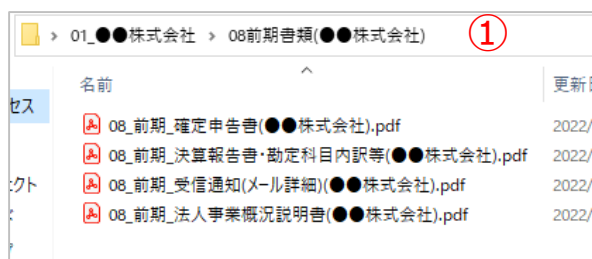 01_●●株式会社 › 08前期書類(●●株式会社) ①
名前 更新日
セス
08_前期_確定申告書(●●株式会社).pdf 2022/
08_前期_決算報告書・勘定科目内訳等(●●株式会社).pdf 2022/
ェクト 08_前期_受信通知(メール詳細)(●●株式会社).pdf 2022/
08_前期_法人事業概況説明書(●●株式会社).pdf 2022/